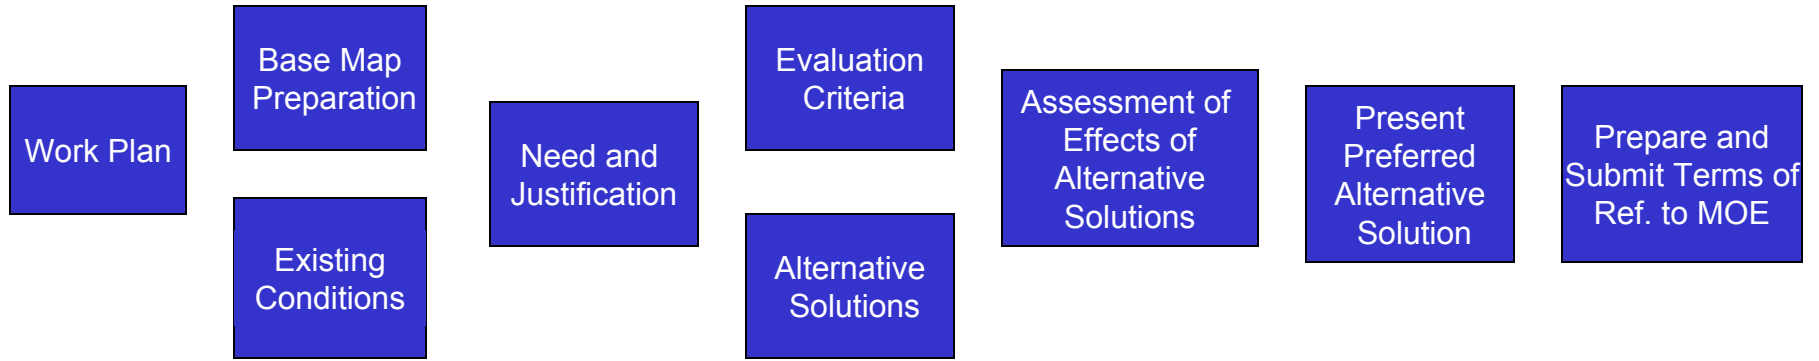 Work Plan
Base Map
Preparation
Existing
Conditions
Need and
Justification
Evaluation
Criteria
Alternative
Solutions
Assessment of
Effects of
Alternative
Solutions
Present
Preferred
Alternative
Solution
Prepare and
Submit Terms of
Ref. to MOE